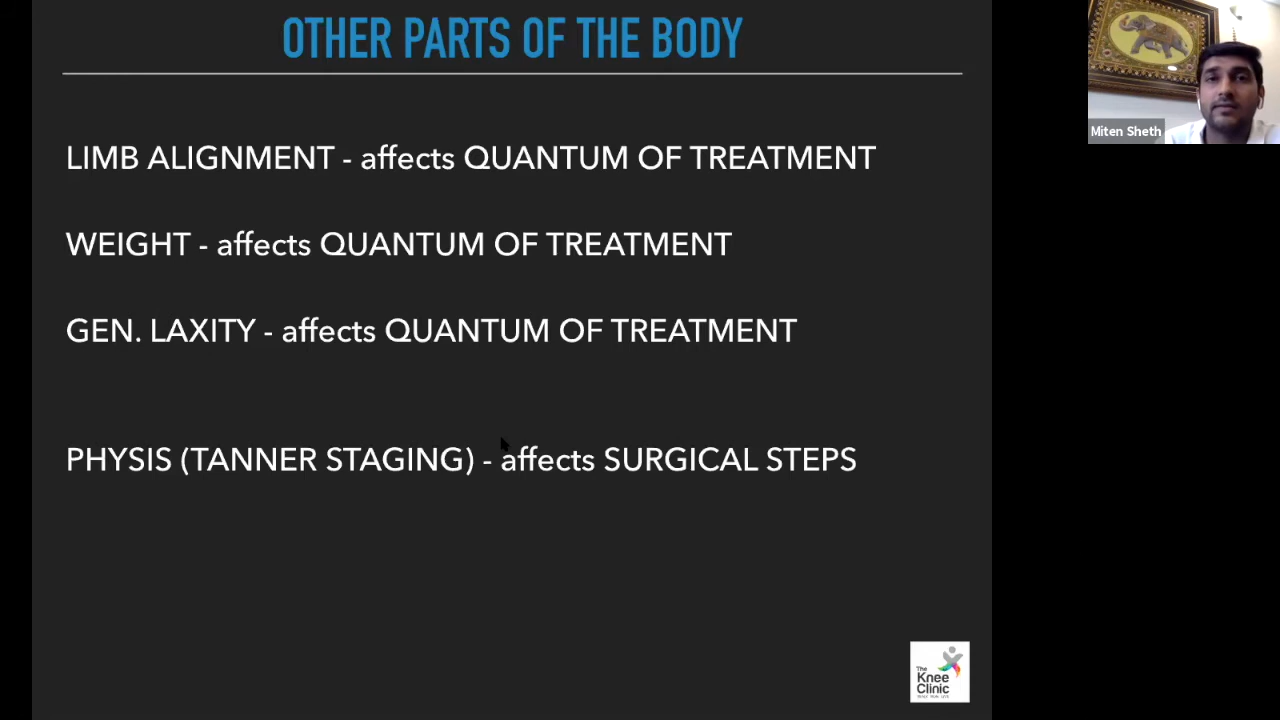 OTHER PARTS OF THE BODY
LIMB ALIGNMENT - affects QUANTUM OF TREATMENT
WEIGHT - affects QUANTUM OF TREATMENT
GEN. LAXITY - affects QUANTUM OF TREATMENT
PHYSIS (TANNER STAGING) - affects SURGICAL STEPS
Miten Sheth
The
Knee
Clinic